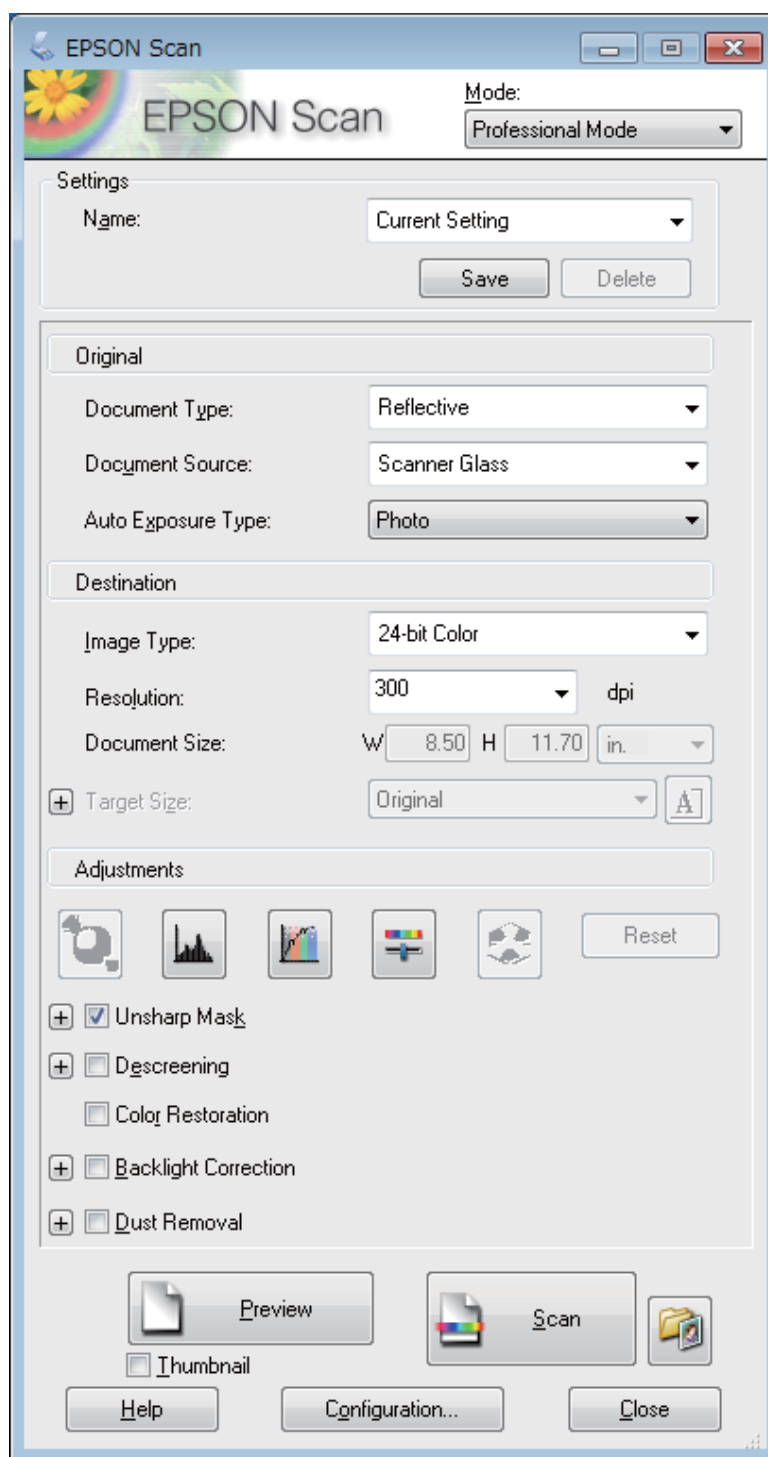 EPSON Scan
EPSON Scan
Mode:
Professional Mode
Settings
Name:
Current Setting
Save
Delete
Original
Document Type:
Reflective
Document Source:
Scanner Glass
Auto Exposure Type:
Photo
Destination
Image Type:
24-bit Color
Resolution:
300
dpi
Document Size:
W 8.50 H 11.70 in.
Target Size:
Original
A
Adjustments
Reset
Unsharp Mask
Descreening
Color Restoration
Backlight Correction
Dust Removal
Preview
Scan
Thumbnail
Help
Configuration...
Close